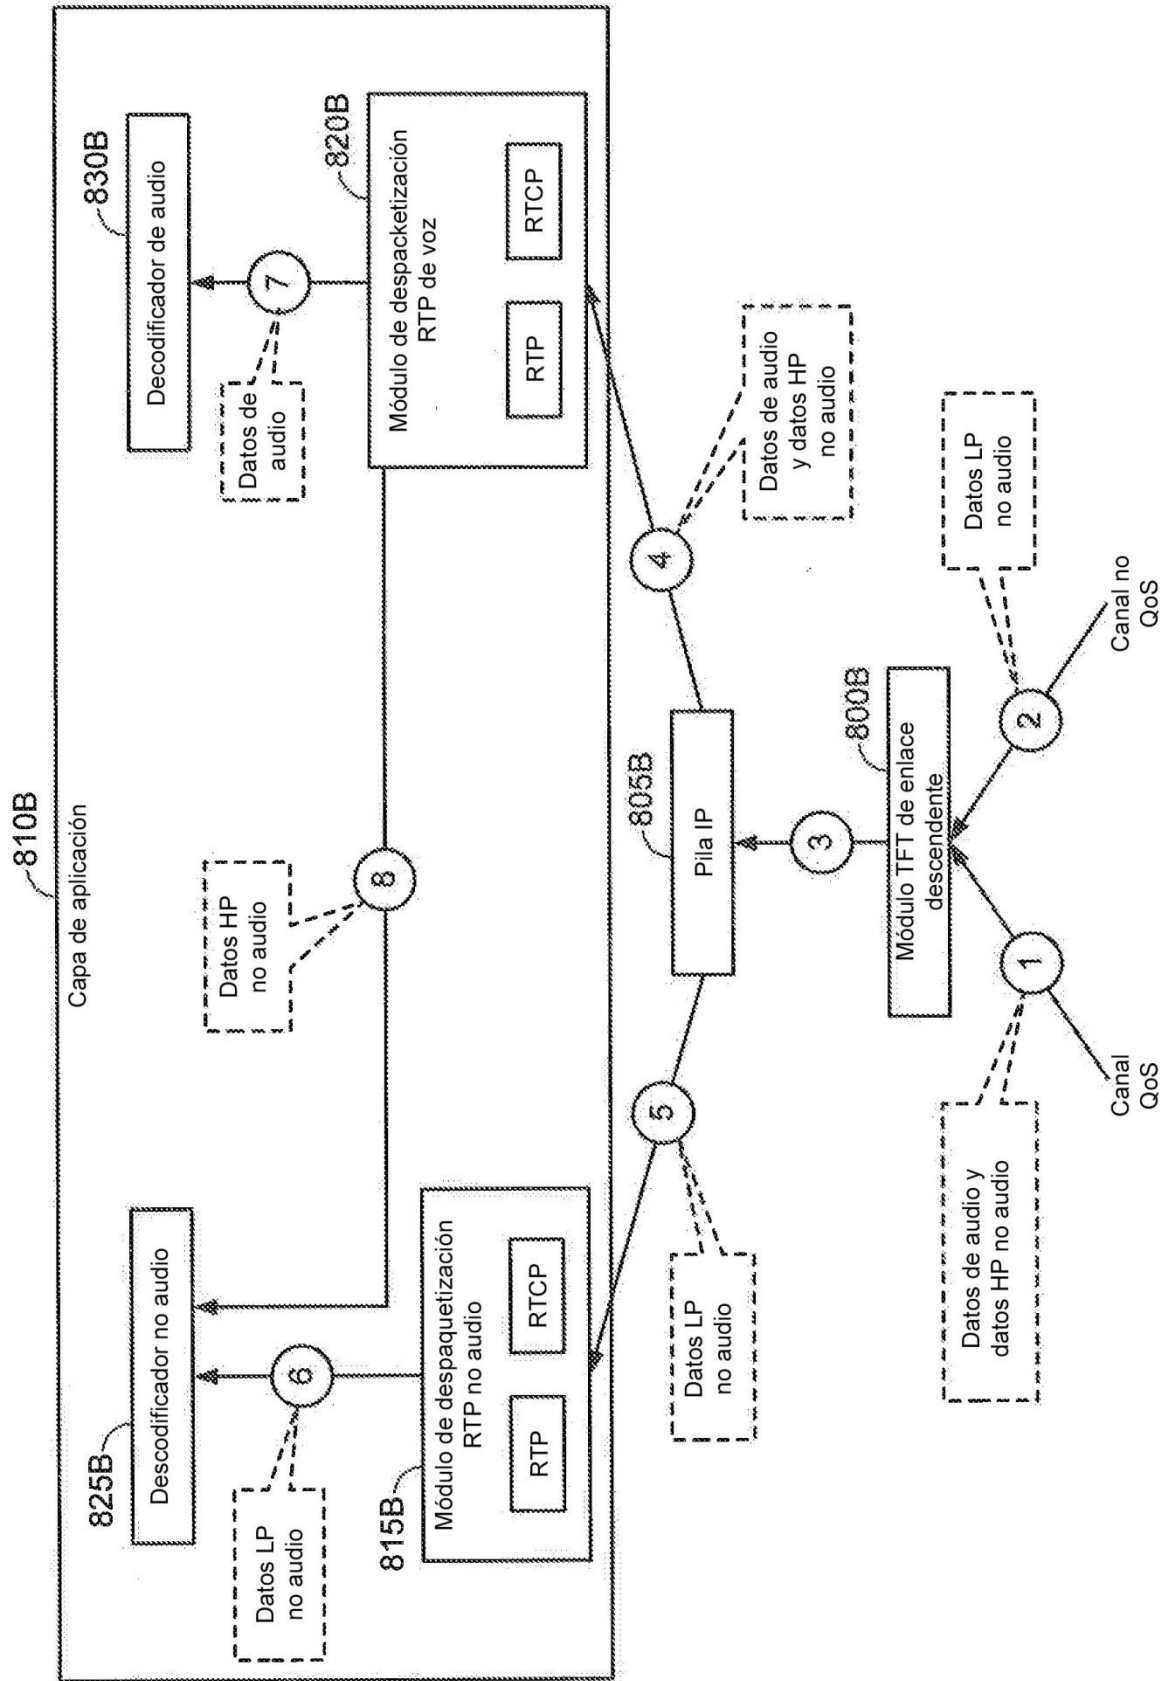 810B
Capa de aplicación
825B
Descodificador no audio
830B
Decodificador de audio
Datos LP
no audio
6
Datos HP
no audio
8
Datos de
audio
7
815B
Módulo de despaquetización
RTP no audio
RTP
RTCP
820B
Módulo de despacketización
RTP de voz
RTP
RTCP
5
Datos LP
no audio
805B
Pila IP
4
Datos de audio
y datos HP
no audio
3
800B
Módulo TFT de enlace
descendente
Datos de audio y
datos HP no audio
1
Canal
QoS
2
Datos LP
no audio
Canal no
QoS